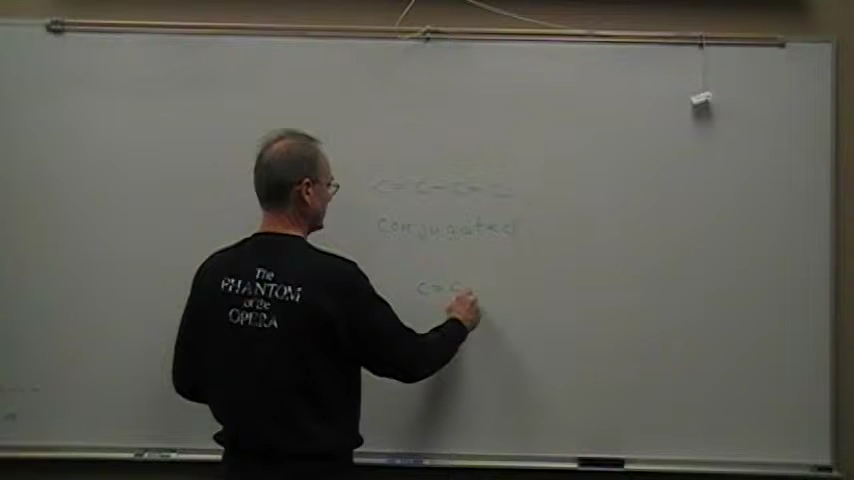 C=C-C=C
conjugated
C=C
The
PHANTOM
of the
OPERA